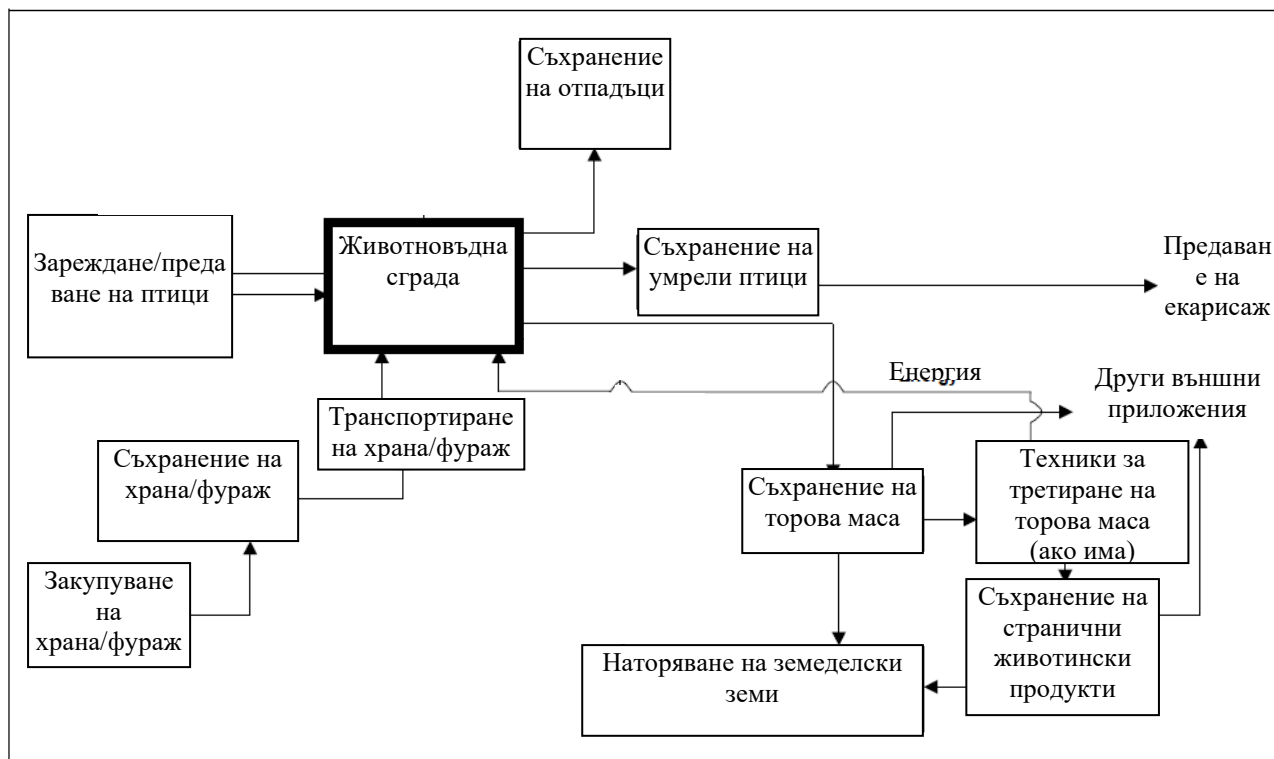 Съхранение
на отпадъци
Зареждане/преда
ване на птици
Животновъдна
сграда
Съхранение на
умрели птици
Предаван
е на
екарисаж
Енергия
Други външни
приложения
Транспортиране
на храна/фураж
Съхранение на
храна/фураж
Съхранение на
торова маса
Техники за
третиране на
торова маса
(ако има)
Закупуване
на
храна/фураж
Съхранение на
странични
животински
продукти
Наторяване на земеделски
земи